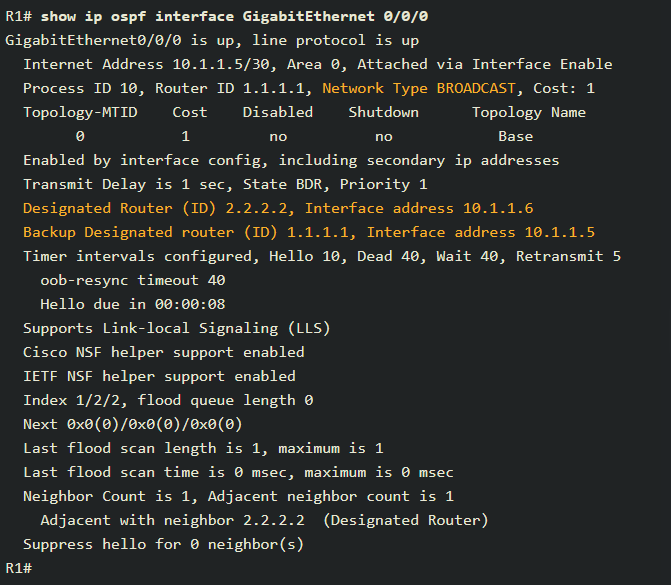 R1# show ip ospf interface GigabitEthernet 0/0/0
GigabitEthernet0/0/0 is up, line protocol is up
  Internet Address 10.1.1.5/30, Area 0, Attached via Interface Enable
  Process ID 10, Router ID 1.1.1.1, Network Type BROADCAST, Cost: 1
  Topology-MTID    Cost    Disabled    Shutdown      Topology Name
        0           1         no          no            Base
  Enabled by interface config, including secondary ip addresses
  Transmit Delay is 1 sec, State BDR, Priority 1
  Designated Router (ID) 2.2.2.2, Interface address 10.1.1.6
  Backup Designated router (ID) 1.1.1.1, Interface address 10.1.1.5
  Timer intervals configured, Hello 10, Dead 40, Wait 40, Retransmit 5
    oob-resync timeout 40
    Hello due in 00:00:08
  Supports Link-local Signaling (LLS)
  Cisco NSF helper support enabled
  IETF NSF helper support enabled
  Index 1/2/2, flood queue length 0
  Next 0x0(0)/0x0(0)/0x0(0)
  Last flood scan length is 1, maximum is 1
  Last flood scan time is 0 msec, maximum is 0 msec
  Neighbor Count is 1, Adjacent neighbor count is 1
    Adjacent with neighbor 2.2.2.2  (Designated Router)
  Suppress hello for 0 neighbor(s)
R1#